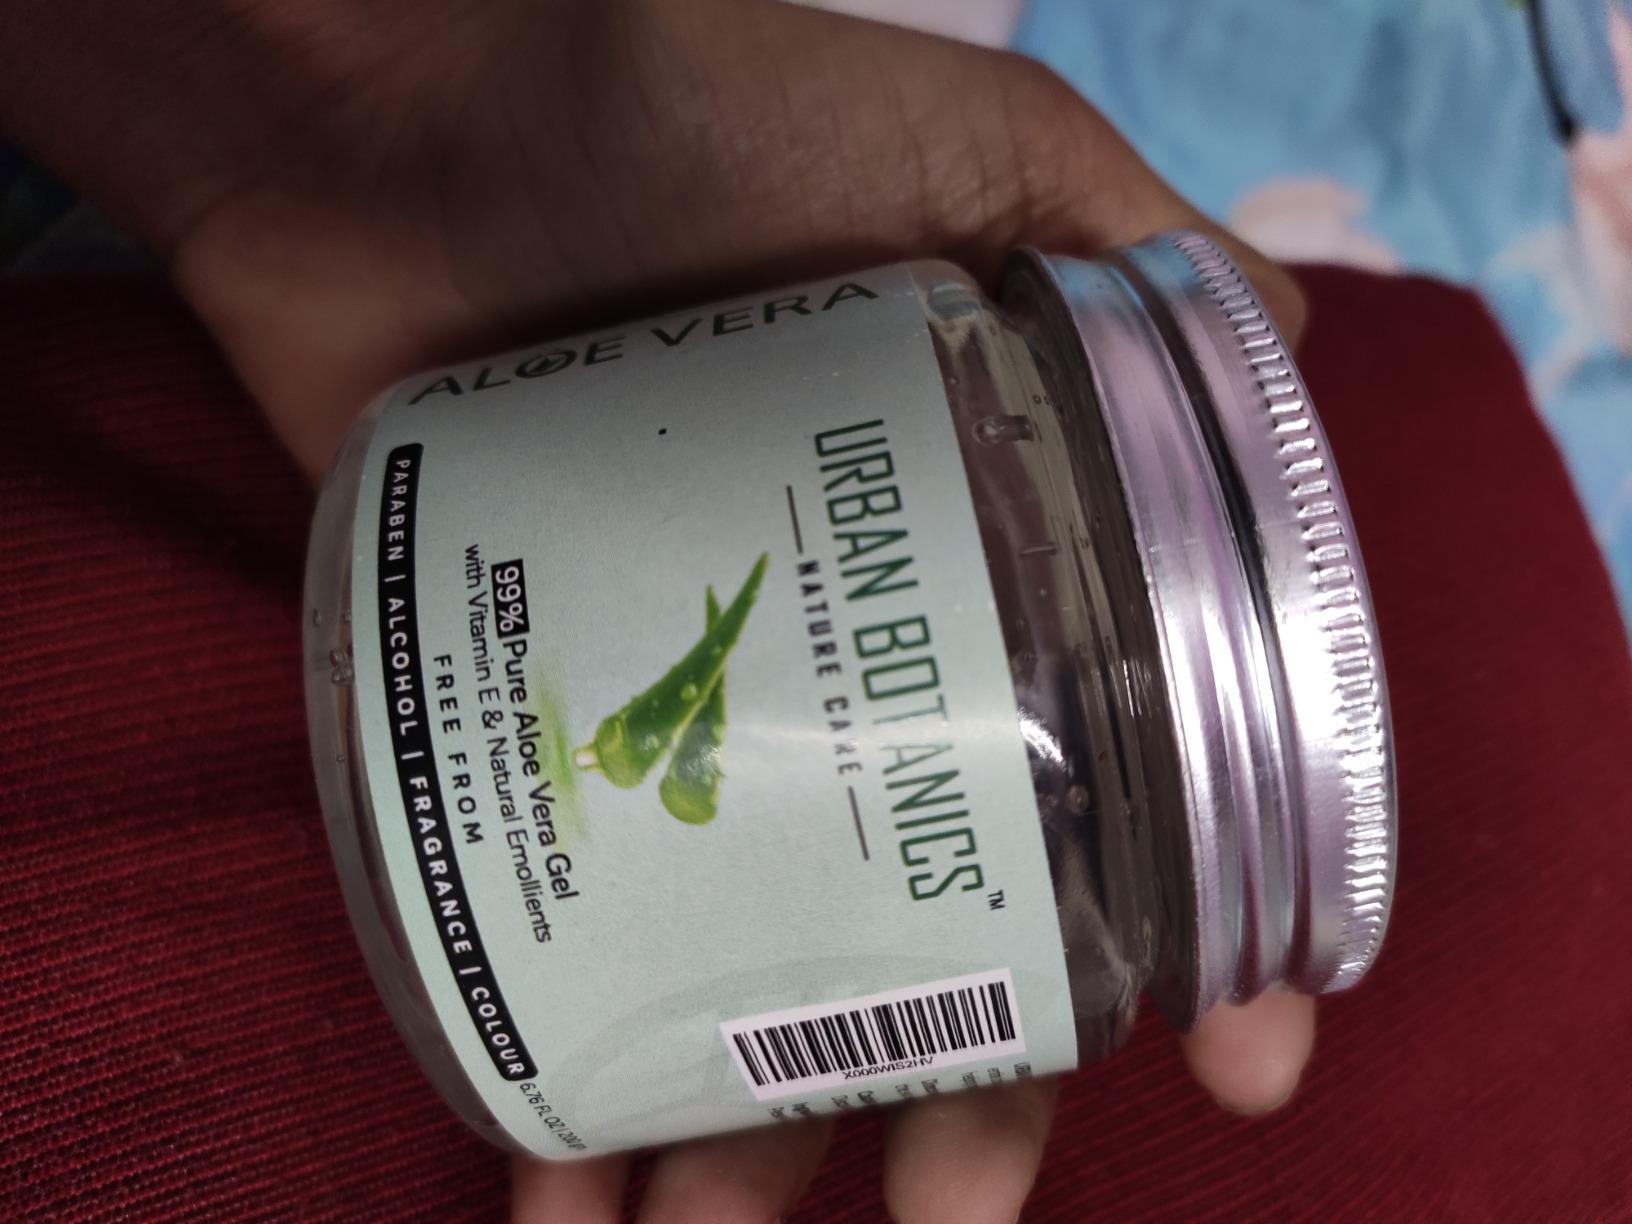 URBAN BOTANICS™
NATURE CARE
ALOE VERA
99% Pure Aloe Vera Gel
with Vitamin E & Natural Emollients
FREE FROM
PARABEN | ALCOHOL | FRAGRANCE | COLOUR
6.76 FL OZ | 200
X000WIS2HV